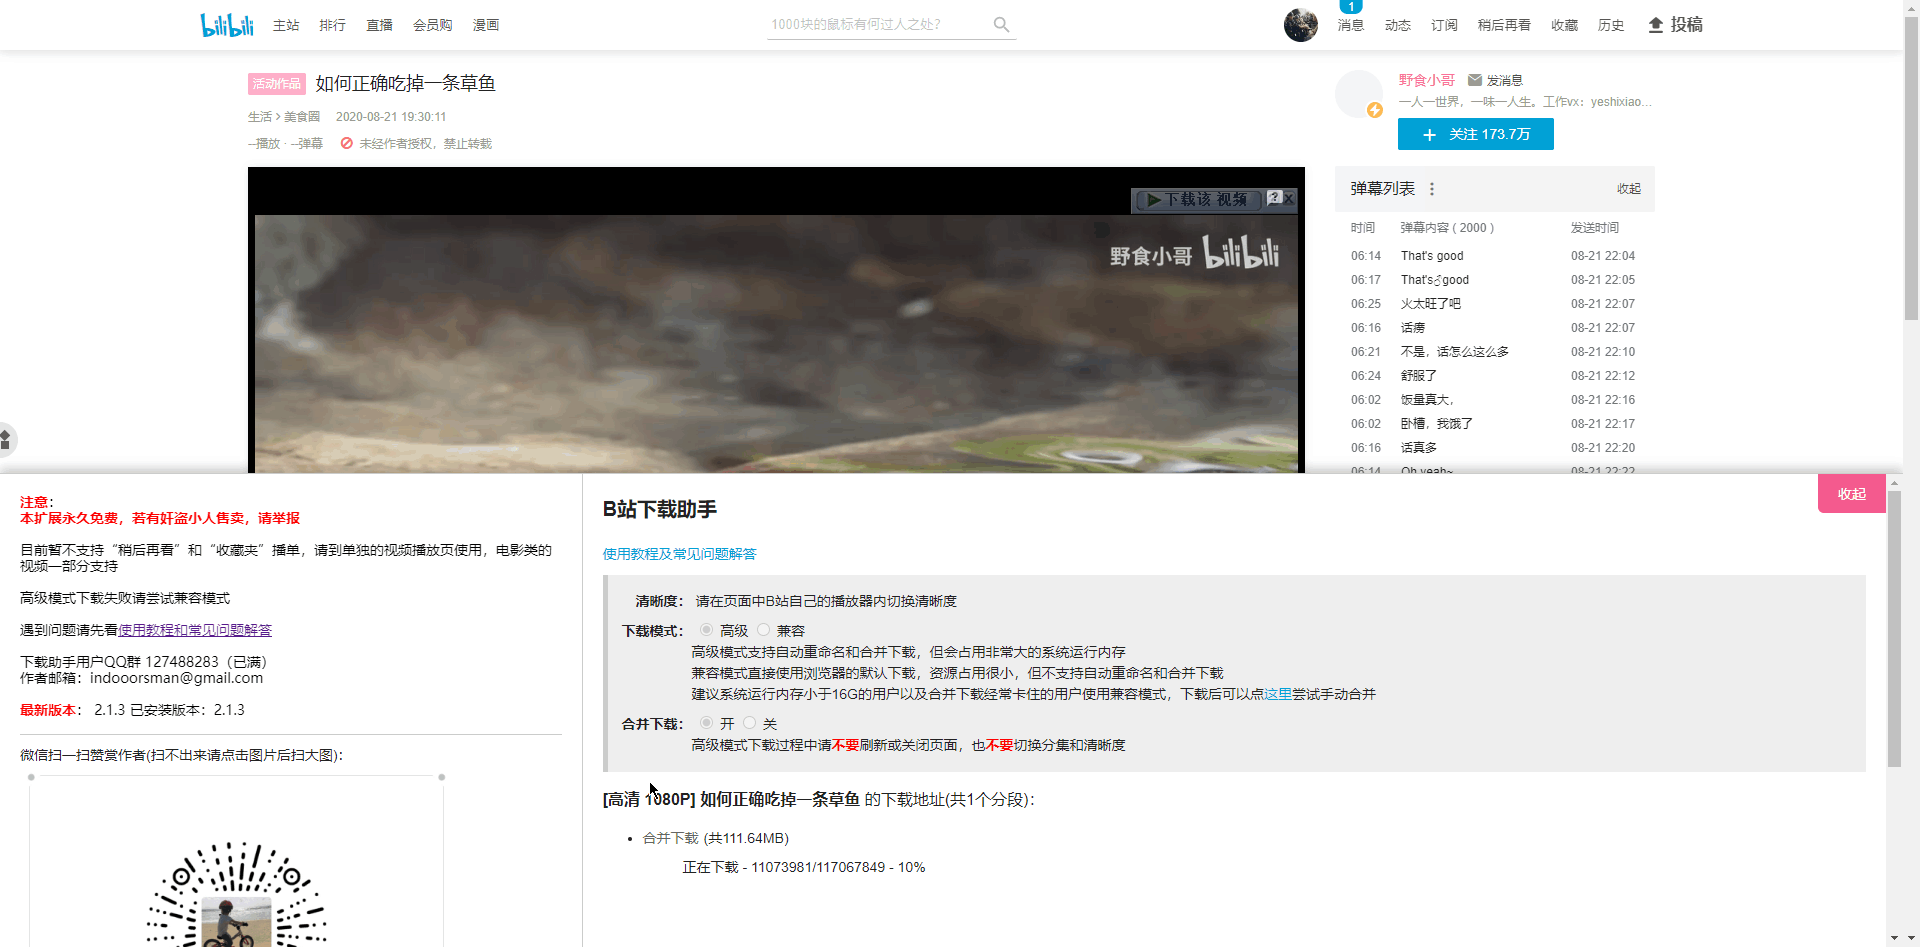 bilibili 主站 排行 直播 会员购 漫画 1000块的鼠标有何过人之处? 1 消息 动态 订阅 稍后再看 收藏 历史 投稿
活动作品 如何正确吃掉一条草鱼
生活 > 美食圈 2020-08-21 19:30:11
--播放 · --弹幕 未经作者授权，禁止转载
野食小哥 发消息
一人一世界，一味一人生。工作vx：yeshixiao...
+ 关注 173.7万
下载该 视频 ? X
野食小哥 bilibili
弹幕列表 收起
时间 弹幕内容 ( 2000 ) 发送时间
06:14 That's good 08-21 22:04
06:17 That's good 08-21 22:05
06:25 火太旺了吧 08-21 22:07
06:16 话痨 08-21 22:07
06:21 不是，话怎么这么多 08-21 22:10
06:24 舒服了 08-21 22:12
06:02 饭量真大， 08-21 22:16
06:02 卧槽，我饿了 08-21 22:17
06:16 话真多 08-21 22:20
06:14 Oh yeah~ 08-21 22:22
注意：
本扩展永久免费，若有奸盗小人售卖，请举报
目前暂不支持“稍后再看”和“收藏夹”播单，请到单独的视频播放页使用，电影类的
视频一部分支持
高级模式下载失败请尝试兼容模式
遇到问题请先看使用教程和常见问题解答
下载助手用户QQ群 127488283（已满）
作者邮箱：indooorsman@gmail.com
最新版本： 2.1.3 已安装版本：2.1.3
微信扫一扫赞赏作者(扫不出来请点击图片后扫大图)：
收起
B站下载助手
使用教程及常见问题解答
清晰度： 请在页面中B站自己的播放器内切换清晰度
下载模式： 高级 兼容
高级模式支持自动重命名和合并下载，但会占用非常大的系统运行内存
兼容模式直接使用浏览器的默认下载，资源占用很小，但不支持自动重命名和合并下载
建议系统运行内存小于16G的用户以及合并下载经常卡住的用户使用兼容模式，下载后可以点这里尝试手动合并
合并下载： 开 关
高级模式下载过程中请不要刷新或关闭页面，也不要切换分集和清晰度
[高清 1080P] 如何正确吃掉一条草鱼 的下载地址(共1个分段)：
• 合并下载 (共111.64MB)
正在下载 - 11073981/117067849 - 10%